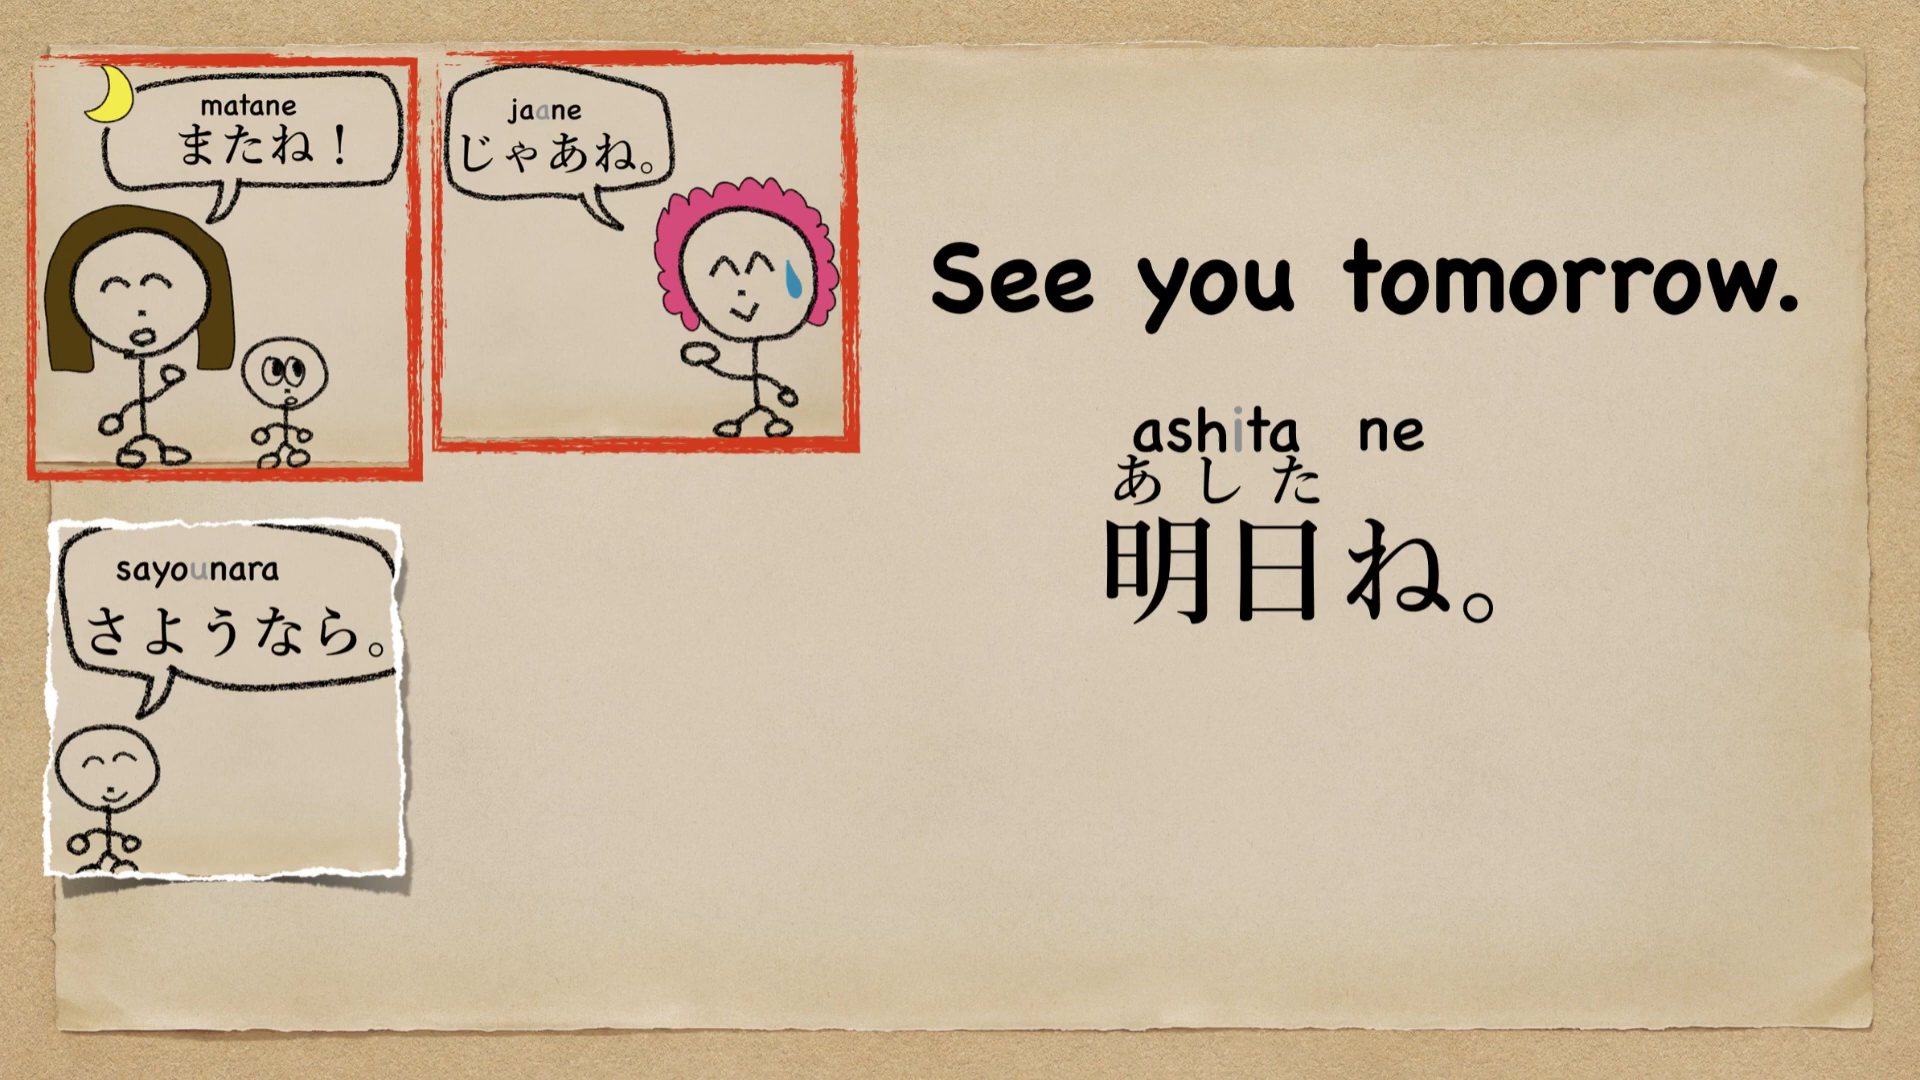 matane
またね！
jaane
じゃあね。
sayounara
さようなら。
See you tomorrow.
ashita ne
あした
明日ね。